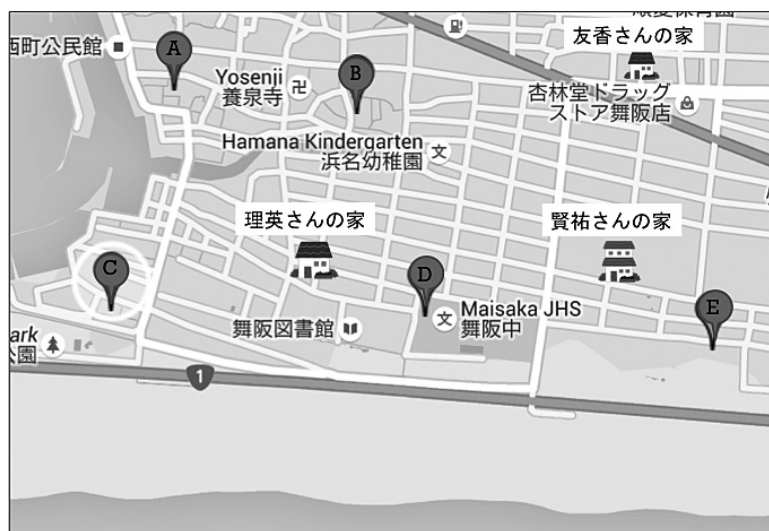 西町公民館
A
Yosenji
養泉寺
B
友香さんの家
杏林堂ドラッグ
ストア舞阪店
Hamana Kindergarten
浜名幼稚園
理英さんの家
賢祐さんの家
C
D
Maisaka JHS
舞阪中
E
舞阪図書館
ark
公園
1